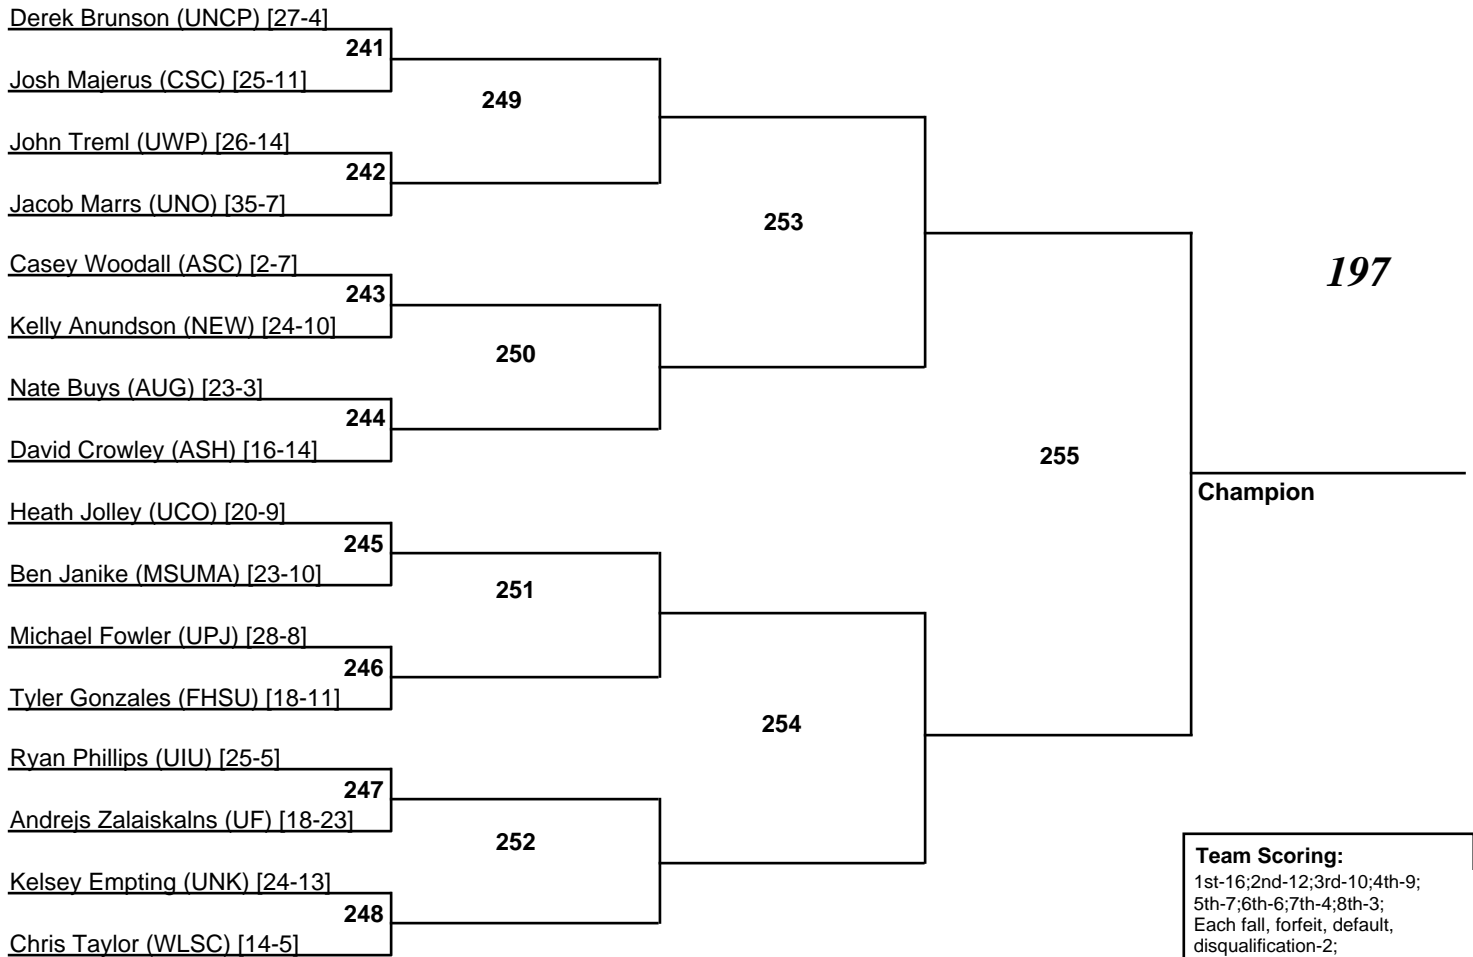 Derek Brunson (UNCP) [27-4]
241
Josh Majerus (CSC) [25-11]
249
John Treml (UWP) [26-14]
242
Jacob Marrs (UNO) [35-7]
253
Casey Woodall (ASC) [2-7]
197
243
Kelly Anundson (NEW) [24-10]
250
Nate Buys (AUG) [23-3]
244
David Crowley (ASH) [16-14]
255
Champion
Heath Jolley (UCO) [20-9]
245
Ben Janike (MSUMA) [23-10]
251
Michael Fowler (UPJ) [28-8]
246
Tyler Gonzales (FHSU) [18-11]
254
Ryan Phillips (UIU) [25-5]
247
Andrejs Zalaiskalns (UF) [18-23]
252
Kelsey Empting (UNK) [24-13]
248
Chris Taylor (WLSC) [14-5]
Team Scoring:
1st-16;2nd-12;3rd-10;4th-9;
5th-7;6th-6;7th-4;8th-3;
Each fall, forfeit, default,
disqualification-2;